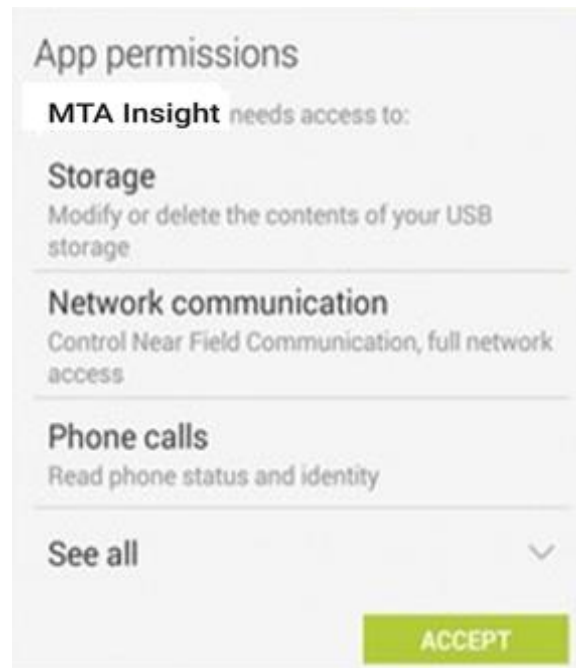 App permissions
MTA Insight needs access to:
Storage
Modify or delete the contents of your USB
storage
Network communication
Control Near Field Communication, full network
access
Phone calls
Read phone status and identity
See all
ACCEPT